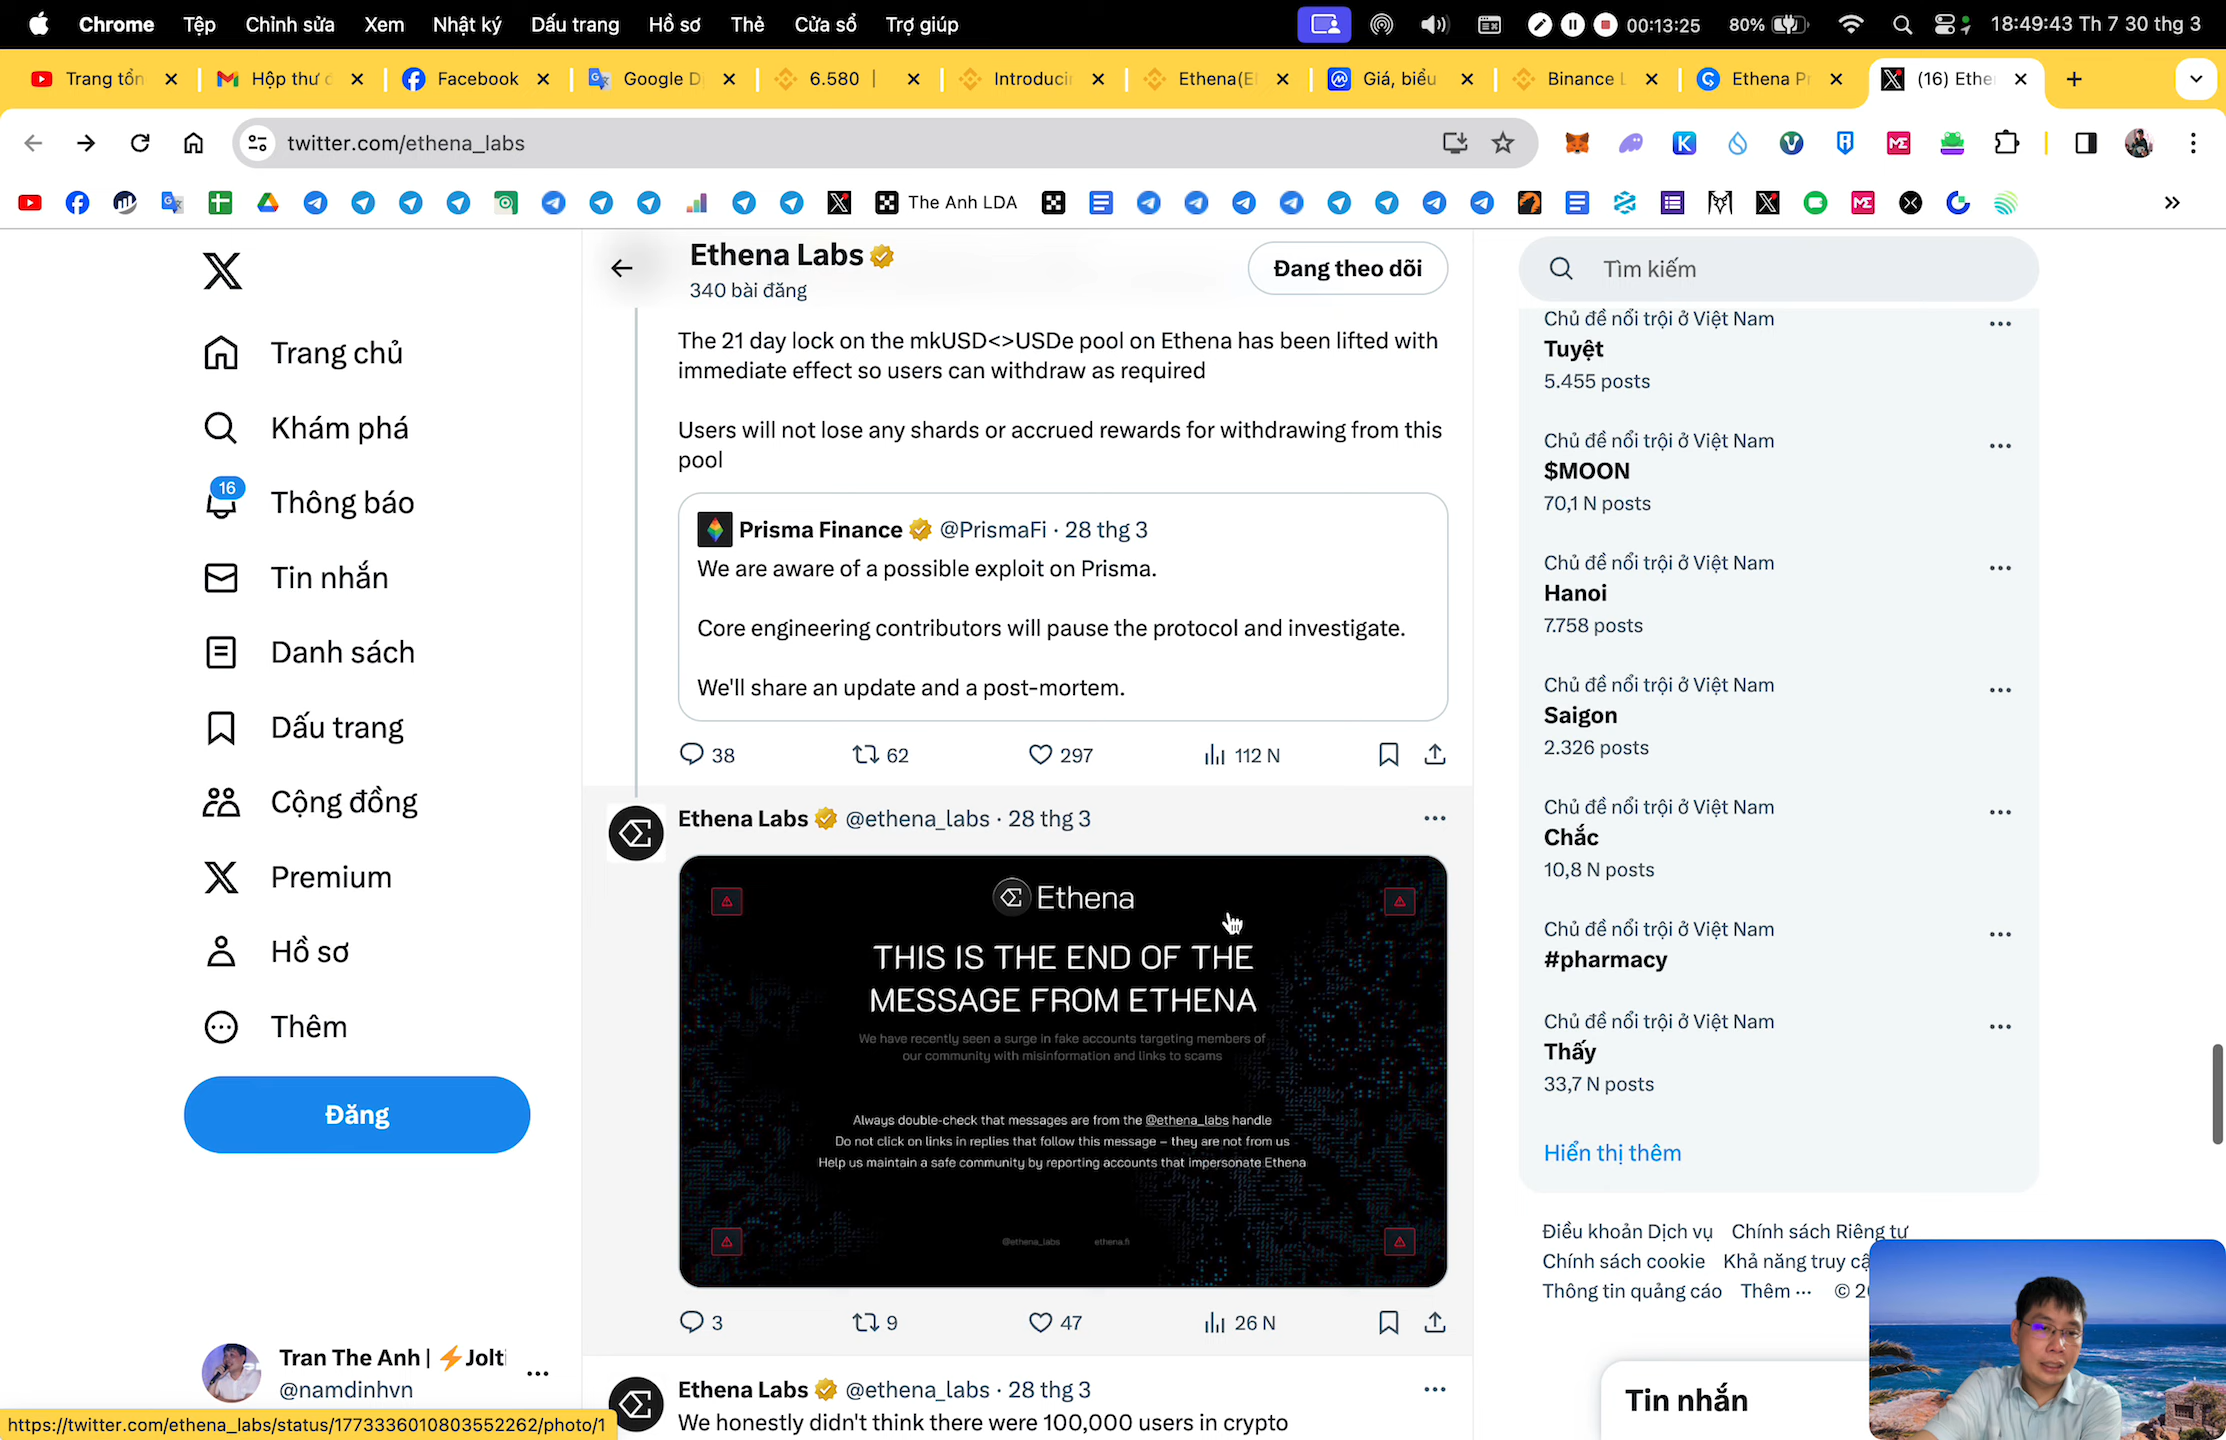 Chrome Tệp Chỉnh sửa Xem Nhật ký Dấu trang Hồ sơ Thẻ Cửa sổ Trợ giúp 00:13:25 80% 18:49:43 Th 7 30 thg 3
Trang tổn Hộp thư Facebook Google D 6.580 | Introducin Ethena(E Giá, biểu Binance L Ethena P (16) Ethe
twitter.com/ethena_labs
The Anh LDA
Trang chủ
Khám phá
16
Thông báo
Tin nhắn
Danh sách
Dấu trang
Cộng đồng
Premium
Hồ sơ
Thêm
Đăng
Tran The Anh | ⚡Jolti
@namdinhvn
https://twitter.com/ethena_labs/status/1773336010803552262/photo/1
Ethena Labs
340 bài đăng
Đang theo dõi
The 21 day lock on the mkUSD<>USDe pool on Ethena has been lifted with
immediate effect so users can withdraw as required
Users will not lose any shards or accrued rewards for withdrawing from this
pool
Prisma Finance @PrismaFi · 28 thg 3
We are aware of a possible exploit on Prisma.
Core engineering contributors will pause the protocol and investigate.
We'll share an update and a post-mortem.
38 62 297 112 N
Ethena Labs @ethena_labs · 28 thg 3
Ethena
THIS IS THE END OF THE
MESSAGE FROM ETHENA
We have recently seen a surge in fake accounts targeting members of
our community with misinformation and links to scams
Always double-check that messages are from the @ethena_labs handle
Do not click on links in replies that follow this message – they are not from us
Help us maintain a safe community by reporting accounts that impersonate Ethena
@ethena_labs ethena.fi
3 9 47 26 N
Ethena Labs @ethena_labs · 28 thg 3
We honestly didn't think there were 100,000 users in crypto
Tìm kiếm
Chủ đề nổi trội ở Việt Nam
Tuyệt
5.455 posts
Chủ đề nổi trội ở Việt Nam
$MOON
70,1 N posts
Chủ đề nổi trội ở Việt Nam
Hanoi
7.758 posts
Chủ đề nổi trội ở Việt Nam
Saigon
2.326 posts
Chủ đề nổi trội ở Việt Nam
Chắc
10,8 N posts
Chủ đề nổi trội ở Việt Nam
#pharmacy
Chủ đề nổi trội ở Việt Nam
Thấy
33,7 N posts
Hiển thị thêm
Điều khoản Dịch vụ Chính sách Riêng tư
Chính sách cookie Khả năng truy cậ
Thông tin quảng cáo Thêm ··· © 20
Tin nhắn